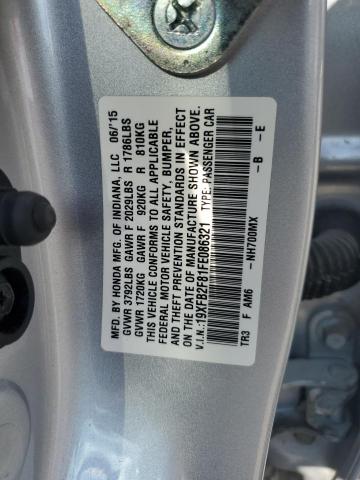 MFD. BY HONDA MFG. OF INDIANA, LLC 06/'15
GVWR 3792LBS GAWR F 2029LBS R 1786LBS
GVWR 1720KG GAWR F 920KG R 810KG
THIS VEHICLE CONFORMS TO ALL APPLICABLE
FEDERAL MOTOR VEHICLE SAFETY, BUMPER,
AND THEFT PREVENTION STANDARDS IN EFFECT
ON THE DATE OF MANUFACTURE SHOWN ABOVE.
V.I.N.:19XFB2F81FE086321 TYPE:PASSENGER CAR
TR3 F AM6 -NH700MX -B -E